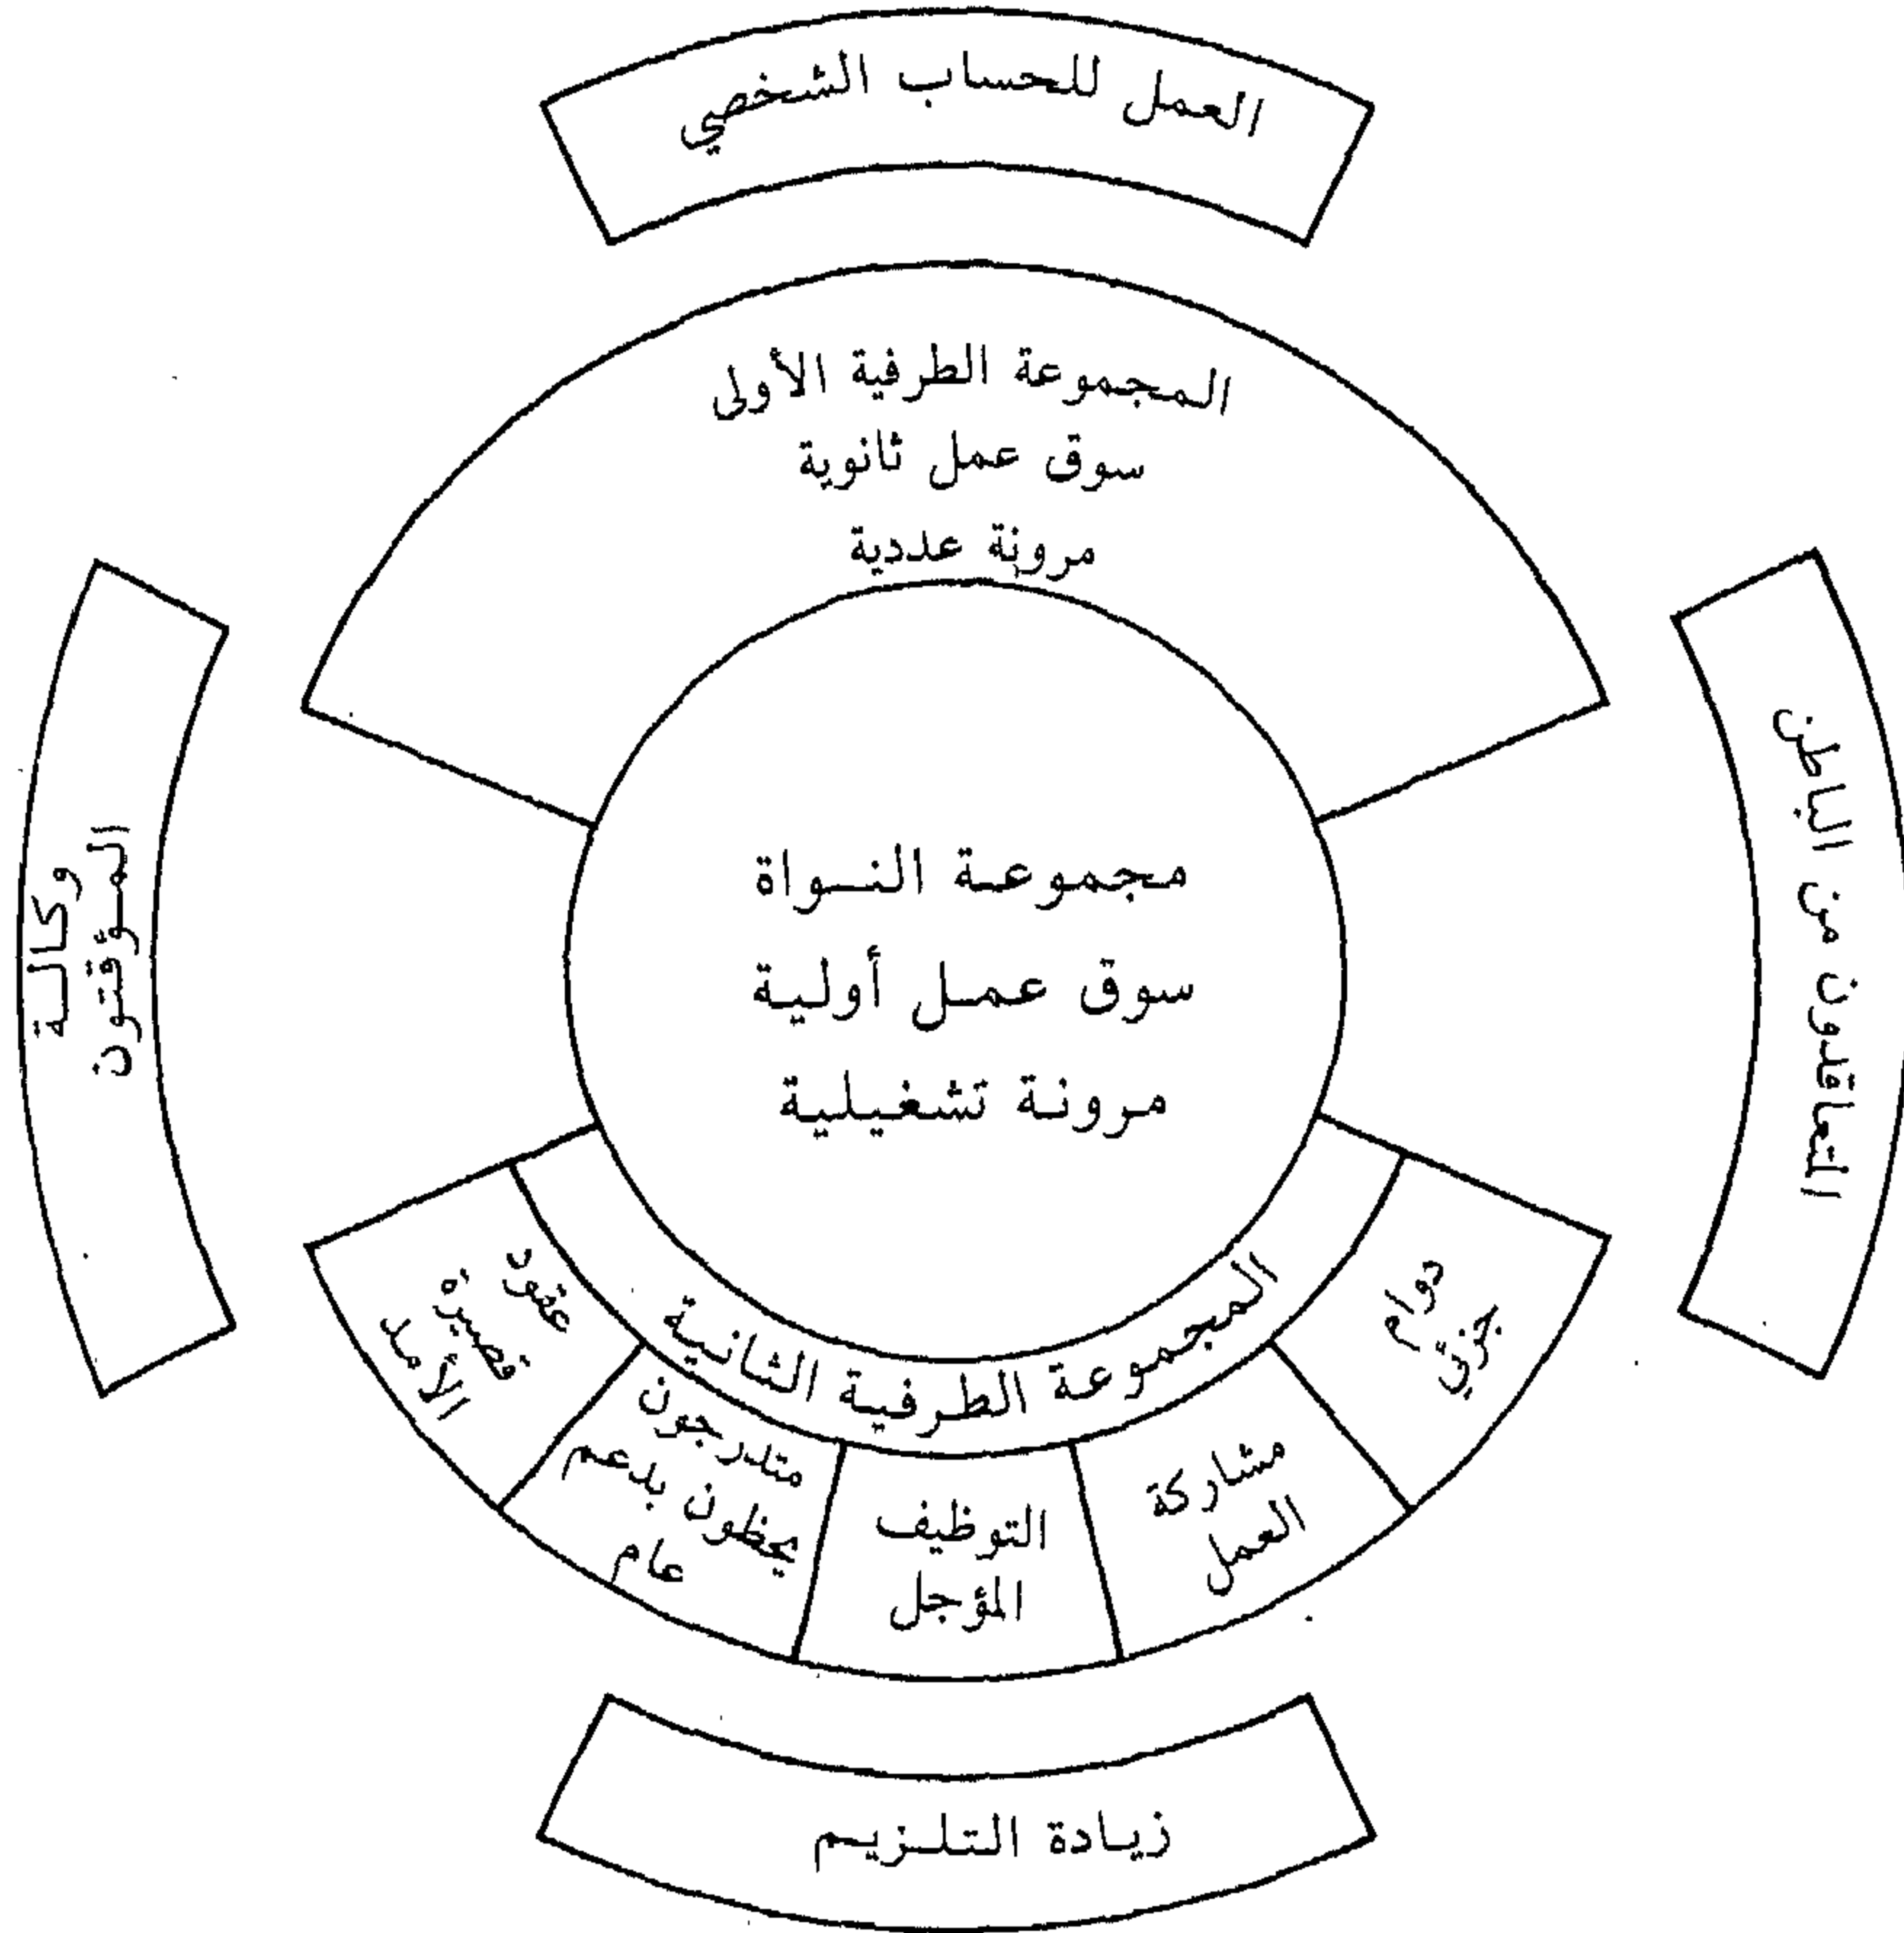 العمل للحساب الشخصي
المجموعة الطرفية الأولى
سوق عمل ثانوية
مرونة عددية
مجموعة النواة
سوق عمل أولية
مرونة تشغيلية
المتعاقدون من الباطن
وكالة
المؤقتون
المجموعة الطرفية الثانية
دوام
جزئي
مشاركة
العمل
التوظيف
المؤجل
متدرجون
يحظون بدعم
عام
عقود
قصيرة
الأمد
زيادة التلزيم